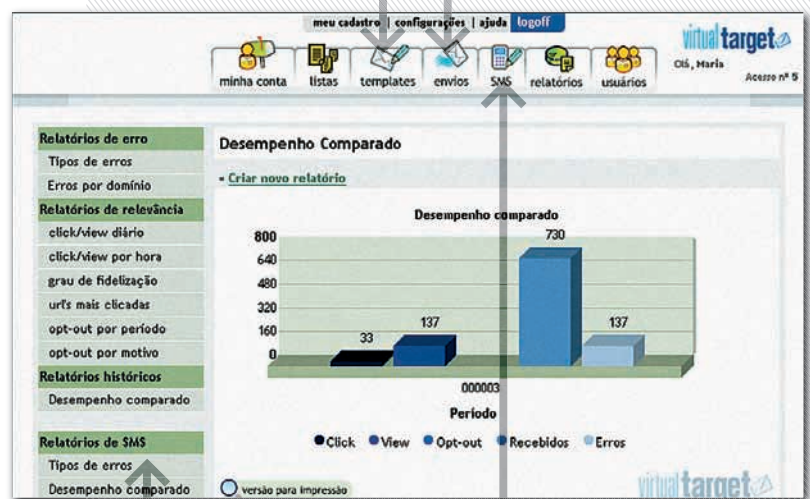 meu cadastro | configurações | ajuda logoff
virtual target
Olá, Maria
Acesso nº 5
minha conta listas templates envios SMS relatórios usuários
Relatórios de erro
Tipos de erros
Erros por domínio
Relatórios de relevância
click/view diário
click/view por hora
grau de fidelização
url's mais clicadas
opt-out por período
opt-out por motivo
Relatórios históricos
Desempenho comparado
Relatórios de SMS
Tipos de erros
Desempenho comparado
Desempenho Comparado
Criar novo relatório
Desempenho comparado
800
640
480
320
160
0
33
137
730
137
000003
Período
Click View Opt-out Recebidos Erros
versão para impressão
virtual target